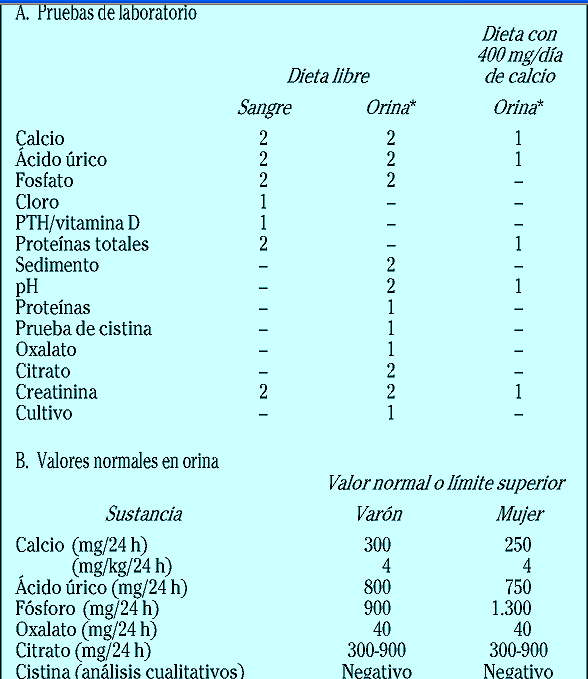 A. Pruebas de laboratorio
Dieta con
400 mg/día
Dieta libre de calcio
Sangre Orina* Orina*
Calcio 2 2 1
Ácido úrico 2 2 1
Fosfato 2 2 –
Cloro 1 – –
PTH/vitamina D 1 – –
Proteínas totales 2 – 1
Sedimento – 2 –
pH – 2 1
Proteínas – 1 –
Prueba de cistina – 1 –
Oxalato – 1 –
Citrato – 2 –
Creatinina 2 2 1
Cultivo – 1 –
B. Valores normales en orina
Valor normal o límite superior
Sustancia Varón Mujer
Calcio (mg/24 h) 300 250
(mg/kg/24 h) 4 4
Ácido úrico (mg/24 h) 800 750
Fósforo (mg/24 h) 900 1.300
Oxalato (mg/24 h) 40 40
Citrato (mg/24 h) 300-900 300-900
Cistina (análisis cualitativos) Negativo Negativo